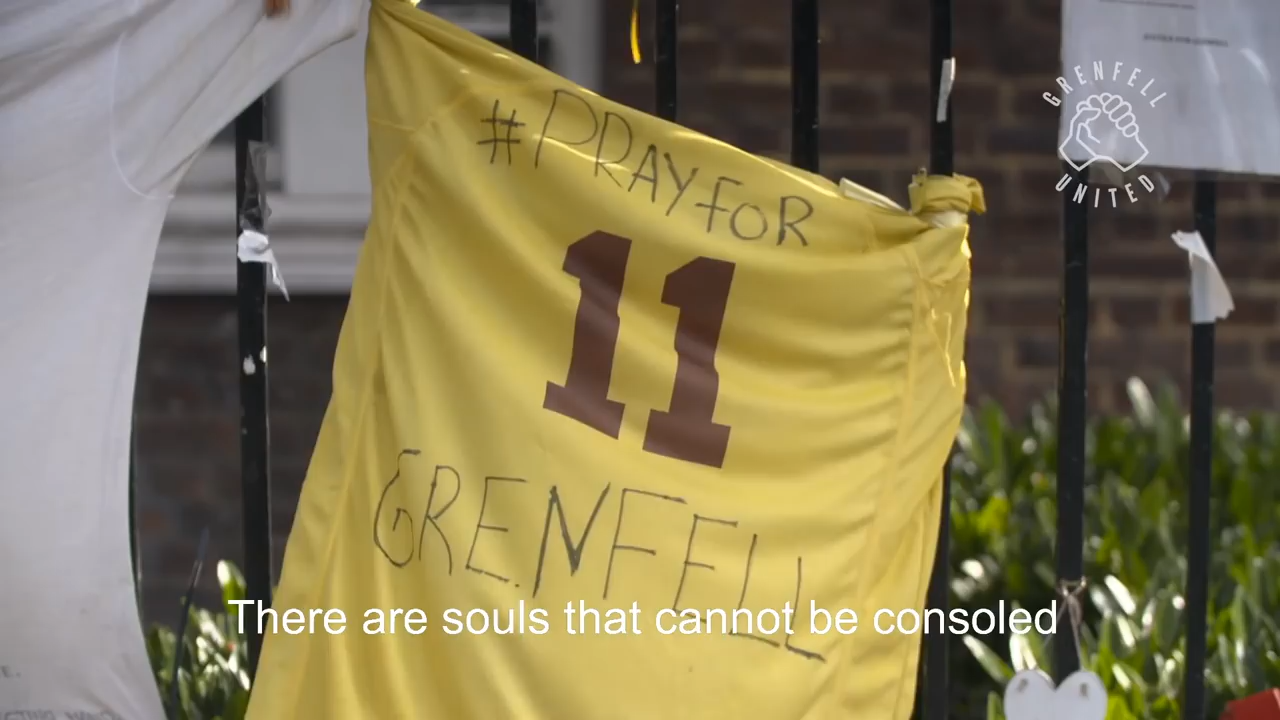 #PRAYFOR
11
GRENFELL
There are souls that cannot be consoled
GRENFELL
UNITED